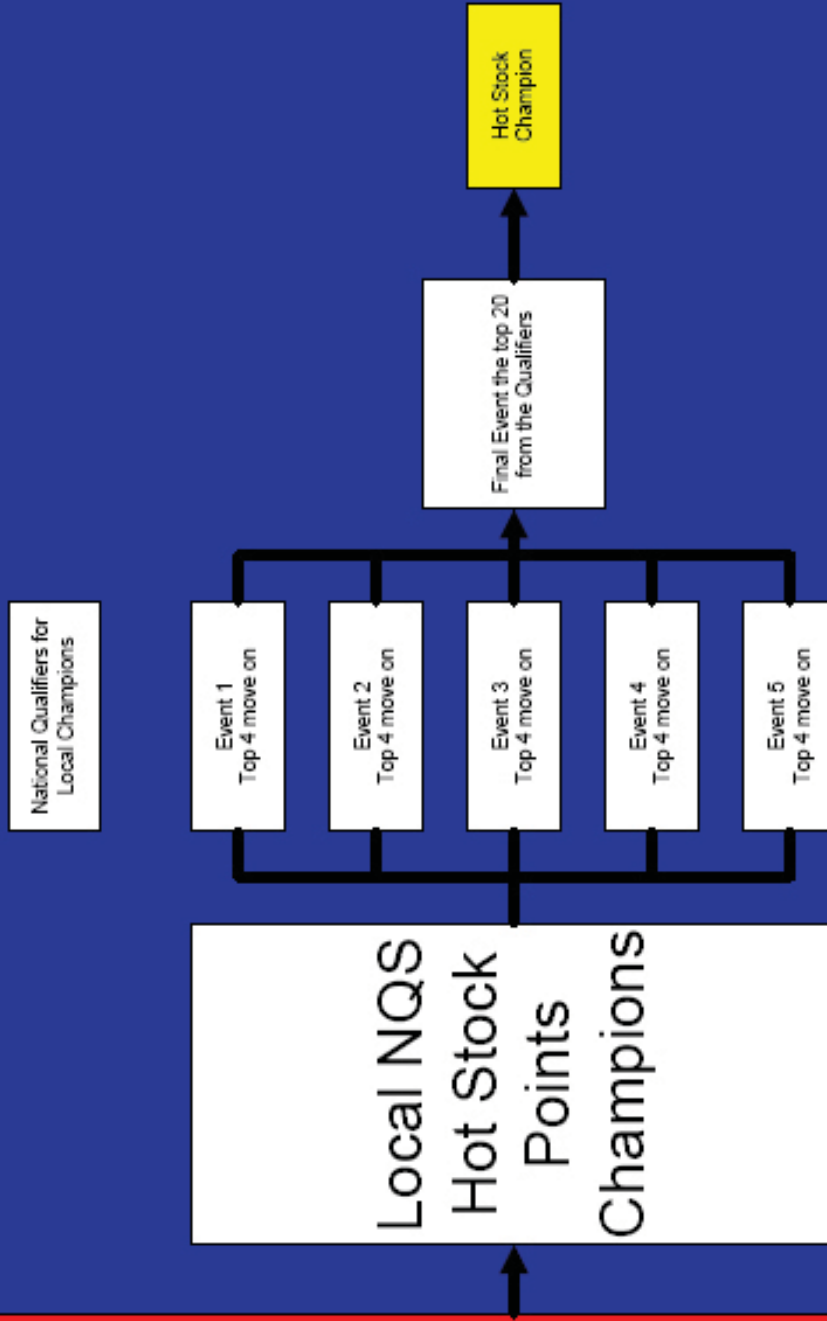 National Qualifiers for
Local Champions
Local NQS
Hot Stock
Points
Champions
Event 1
Top 4 move on
Event 2
Top 4 move on
Event 3
Top 4 move on
Event 4
Top 4 move on
Event 5
Top 4 move on
Final Event the top 20
from the Qualifiers
Hot Stock
Champion